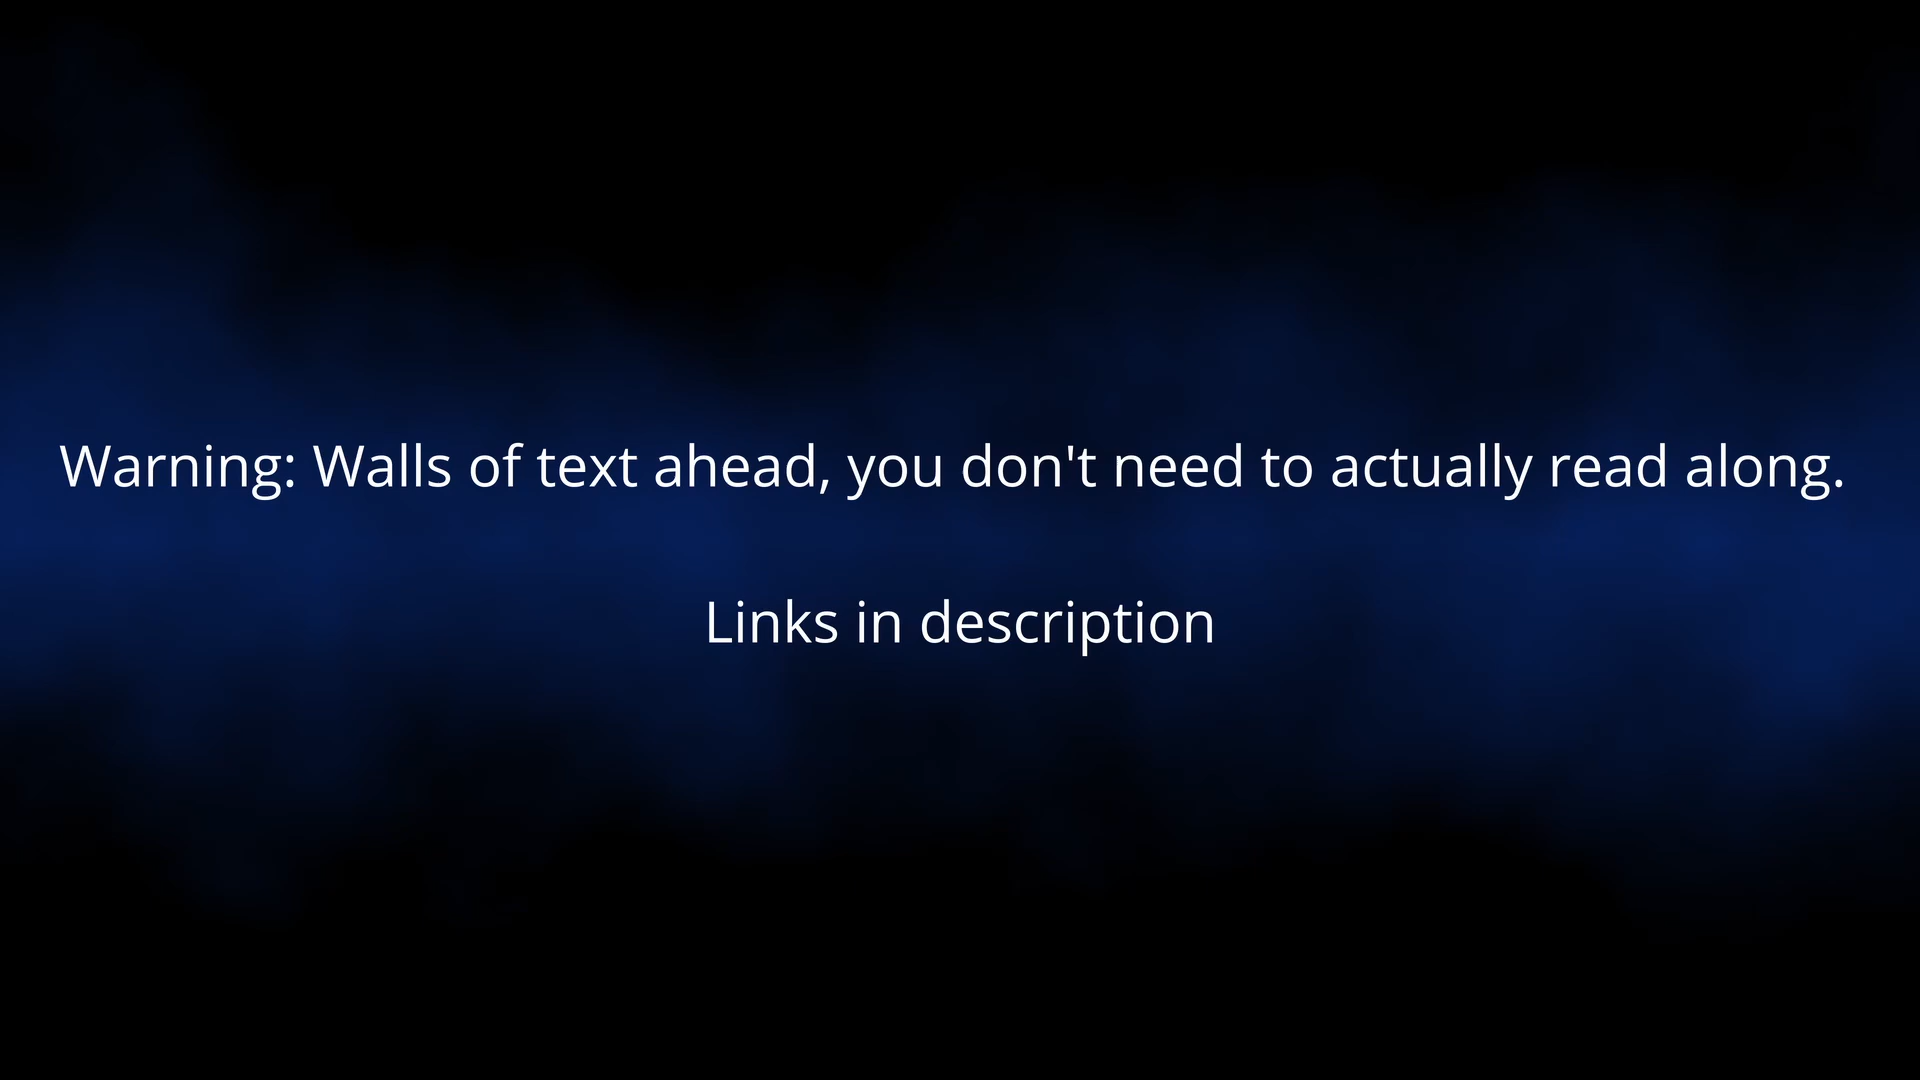 Warning: Walls of text ahead, you don't need to actually read along.
Links in description